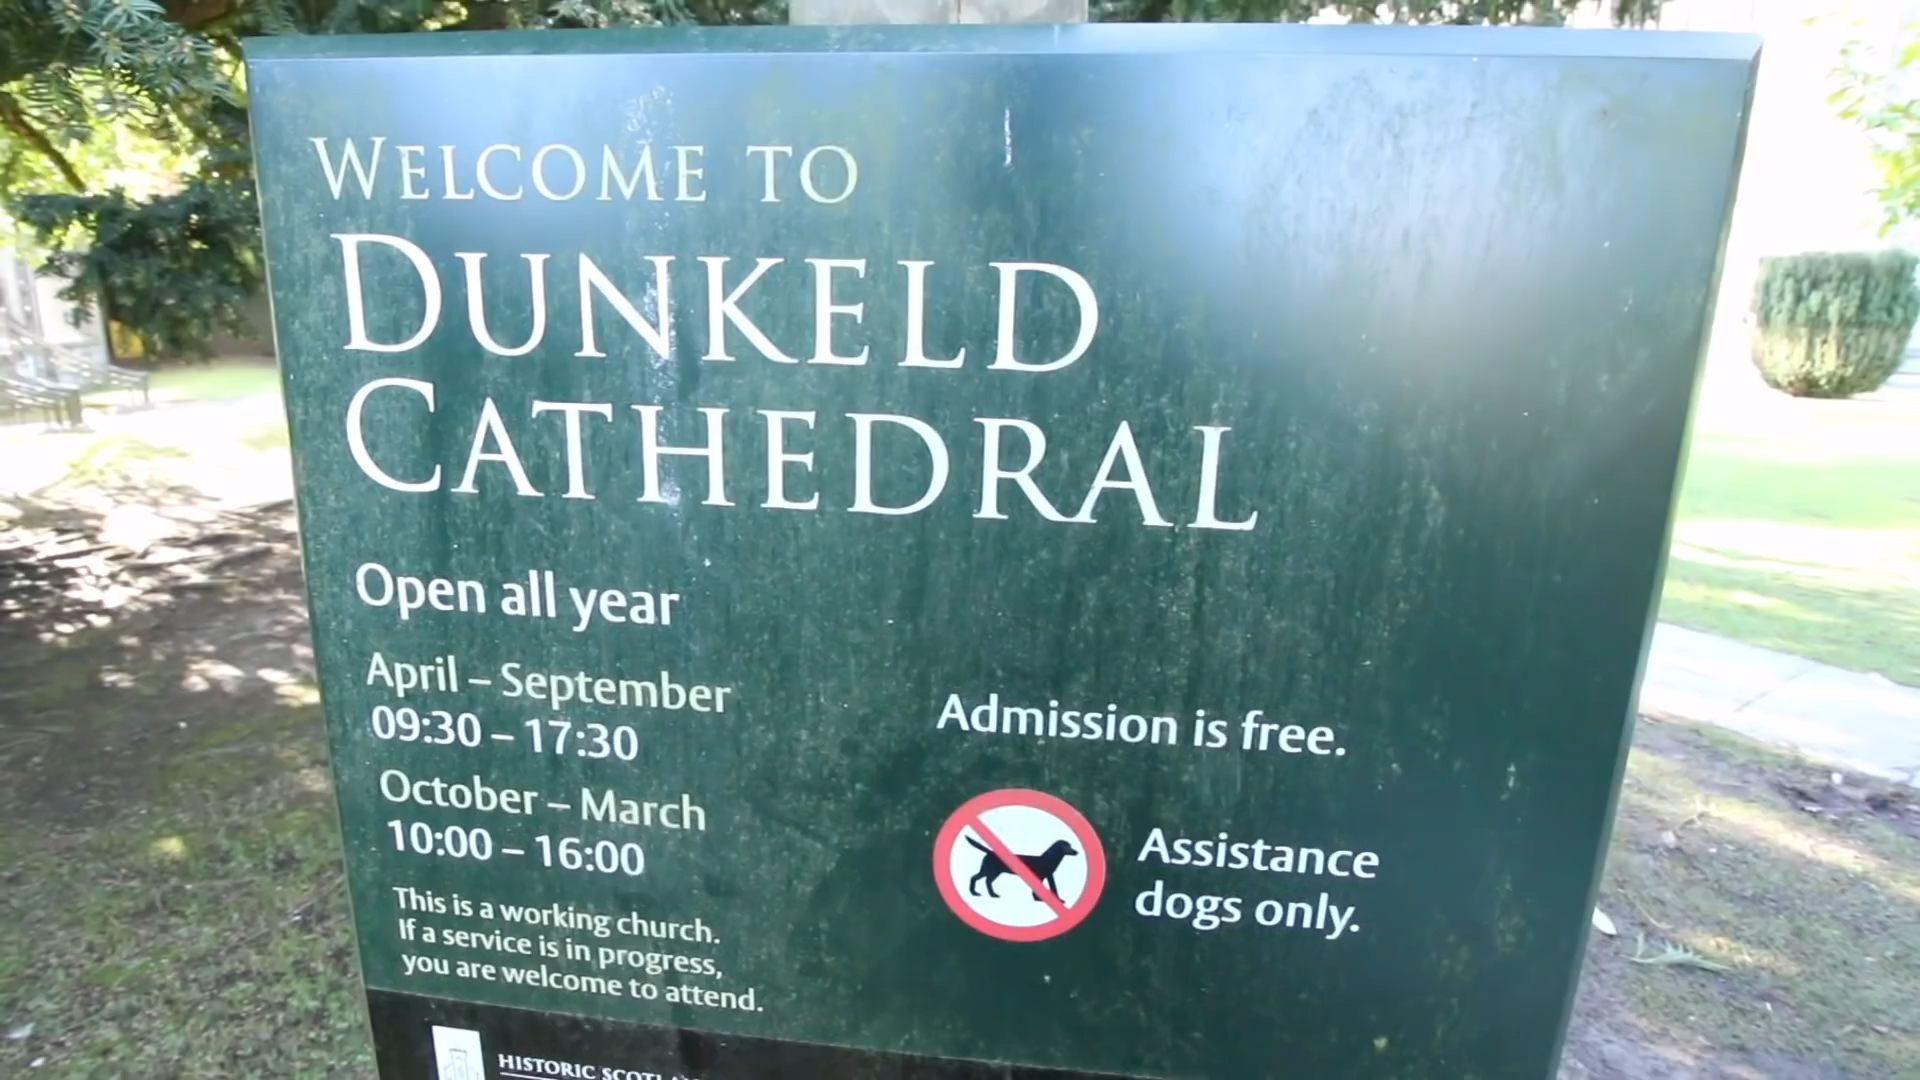 WELCOME TO
DUNKELD
CATHEDRAL
Open all year
April – September
09:30 – 17:30
October – March
10:00 – 16:00
This is a working church.
If a service is in progress,
you are welcome to attend.
Admission is free.
Assistance
dogs only.
HISTORIC